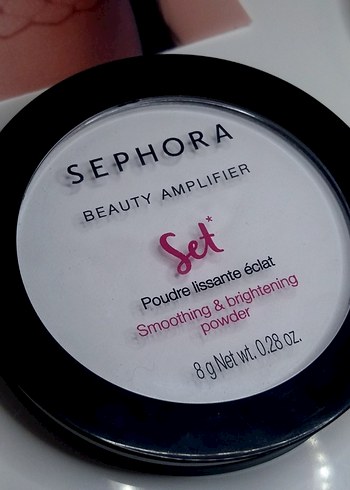 SEPHORA
BEAUTY AMPLIFIER
Set*
Poudre lissante éclat
Smoothing & brightening
powder
8 g Net wt. 0.28 oz.